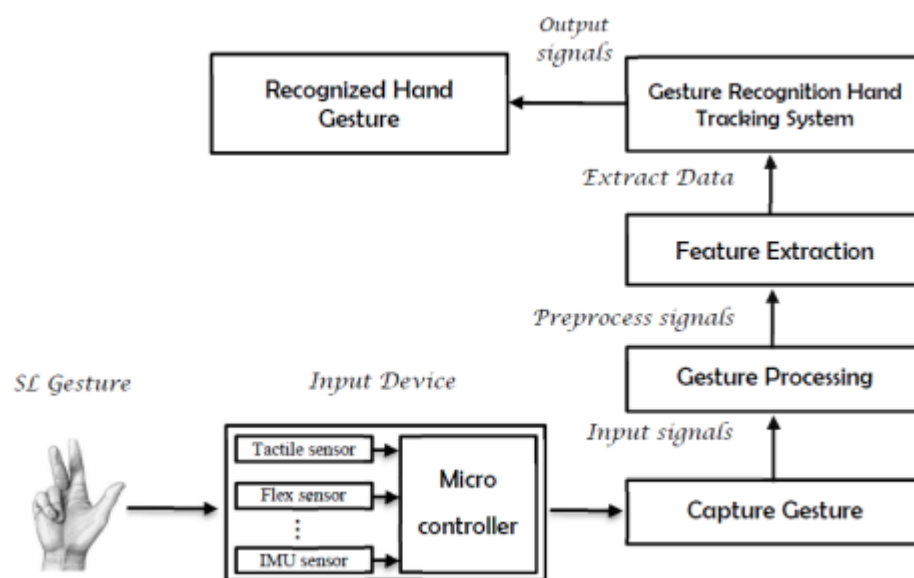 Output
signals
Recognized Hand
Gesture
Gesture Recognition Hand
Tracking System
Extract Data
Feature Extraction
Preprocess signals
Gesture Processing
SL Gesture
Input Device
Input signals
Tactile sensor
Flex sensor
⋮
IMU sensor
Micro
controller
Capture Gesture